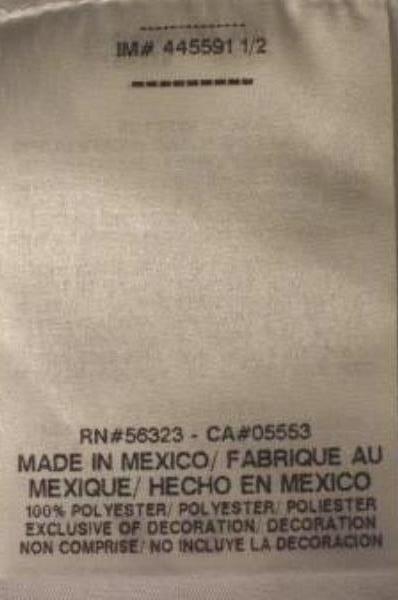 IM# 445591 1/2
RN#56323 - CA#05553
MADE IN MEXICO/ FABRIQUE AU
MEXIQUE/ HECHO EN MEXICO
100% POLYESTER/ POLYESTER/ POLIESTER
EXCLUSIVE OF DECORATION/ DECORATION
NON COMPRISE/ NO INCLUYE LA DECORACION